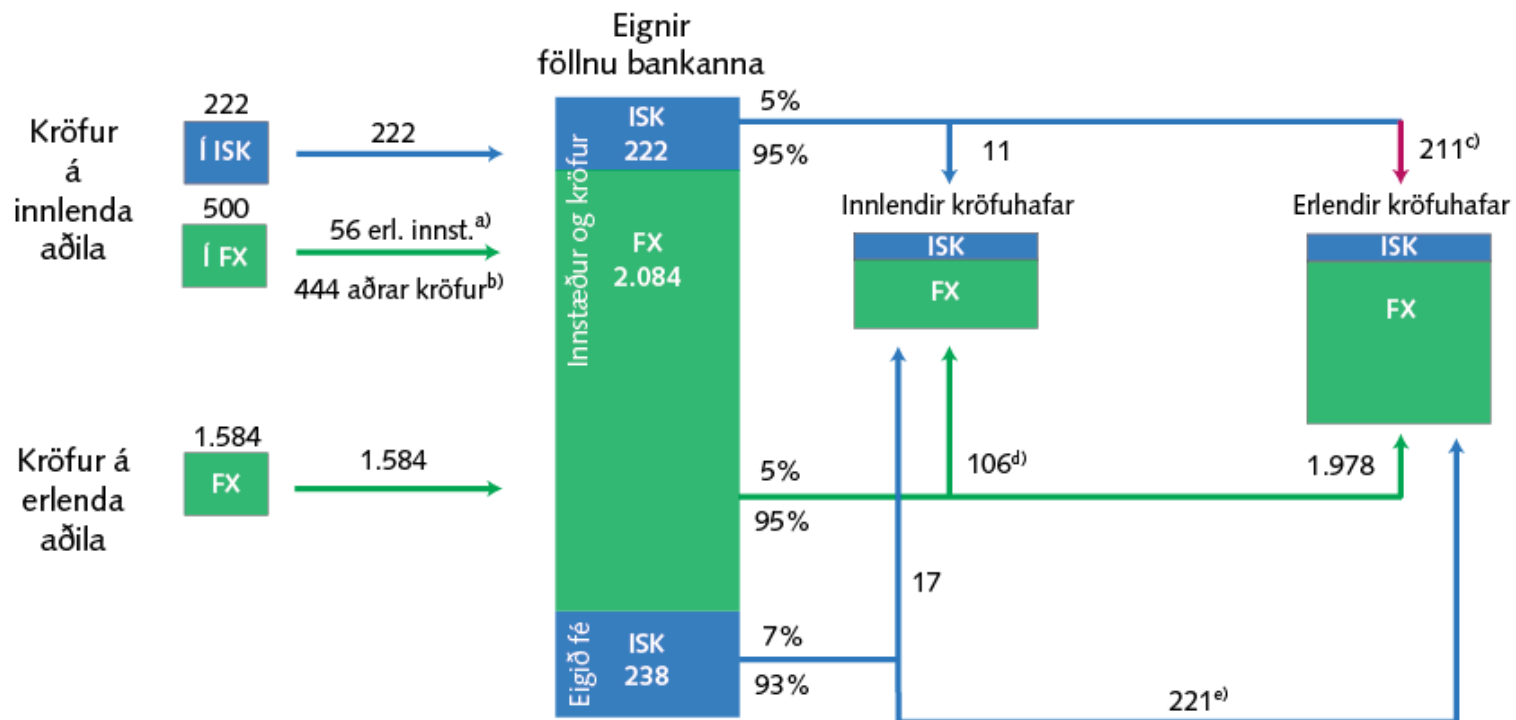 Eignir
föllnu bankanna
Kröfur
á
innlenda
aðila
222
Í ISK
222
500
Í FX
56 erl. innst.a)
444 aðrar kröfurb)
Kröfur á
erlenda
aðila
1.584
FX
1.584
Innstæður og kröfur
ISK
222
FX
2.084
Eigið fé
ISK
238
5%
95%
11
211c)
Innlendir kröfuhafar
ISK
FX
Erlendir kröfuhafar
ISK
FX
5%
95%
106d)
1.978
17
7%
93%
221e)